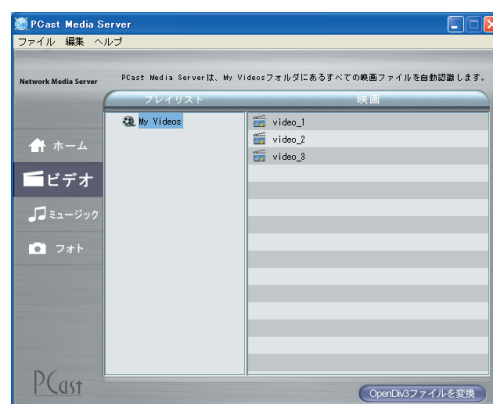 PCast Media Server
ファイル 編集 ヘルプ
Network Media Server
PCast Media Serverは、My Videosフォルダにあるすべての映画ファイルを自動認識します。
プレイリスト 映画
My Videos
video_1
video_2
video_3
ホーム
ビデオ
ミュージック
フォト
PCast
OpenDiv3ファイルを変換